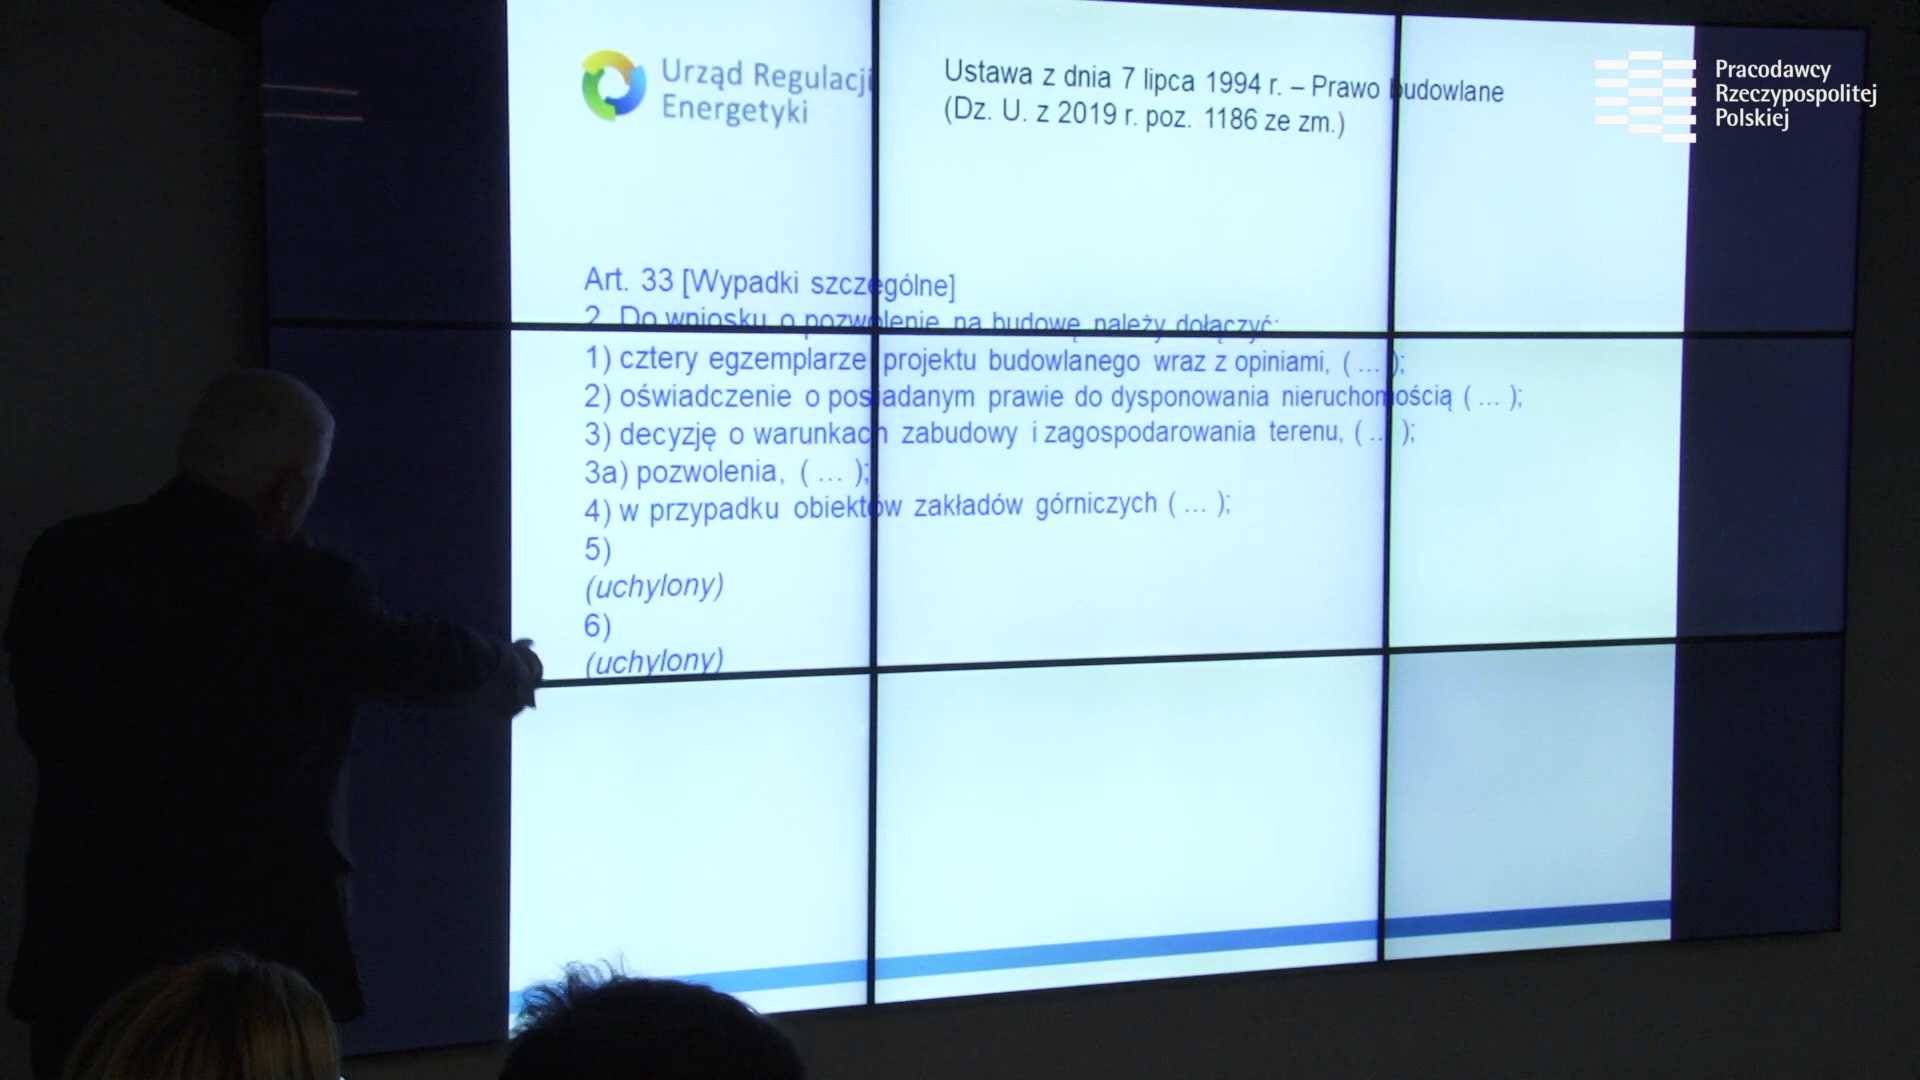 Urząd Regulacji
Energetyki
Ustawa z dnia 7 lipca 1994 r. – Prawo budowlane
(Dz. U. z 2019 r. poz. 1186 ze zm.)
Pracodawcy
Rzeczypospolitej
Polskiej
Art. 33 [Wypadki szczególne]
2. Do wniosku o pozwolenie na budowę należy dołączyć:
1) cztery egzemplarze projektu budowlanego wraz z opiniami, ( ... );
2) oświadczenie o posiadanym prawie do dysponowania nieruchomością ( ... );
3) decyzję o warunkach zabudowy i zagospodarowania terenu, ( ... );
3a) pozwolenia, ( ... );
4) w przypadku obiektów zakładów górniczych ( ... );
5)
(uchylony)
6)
(uchylony)